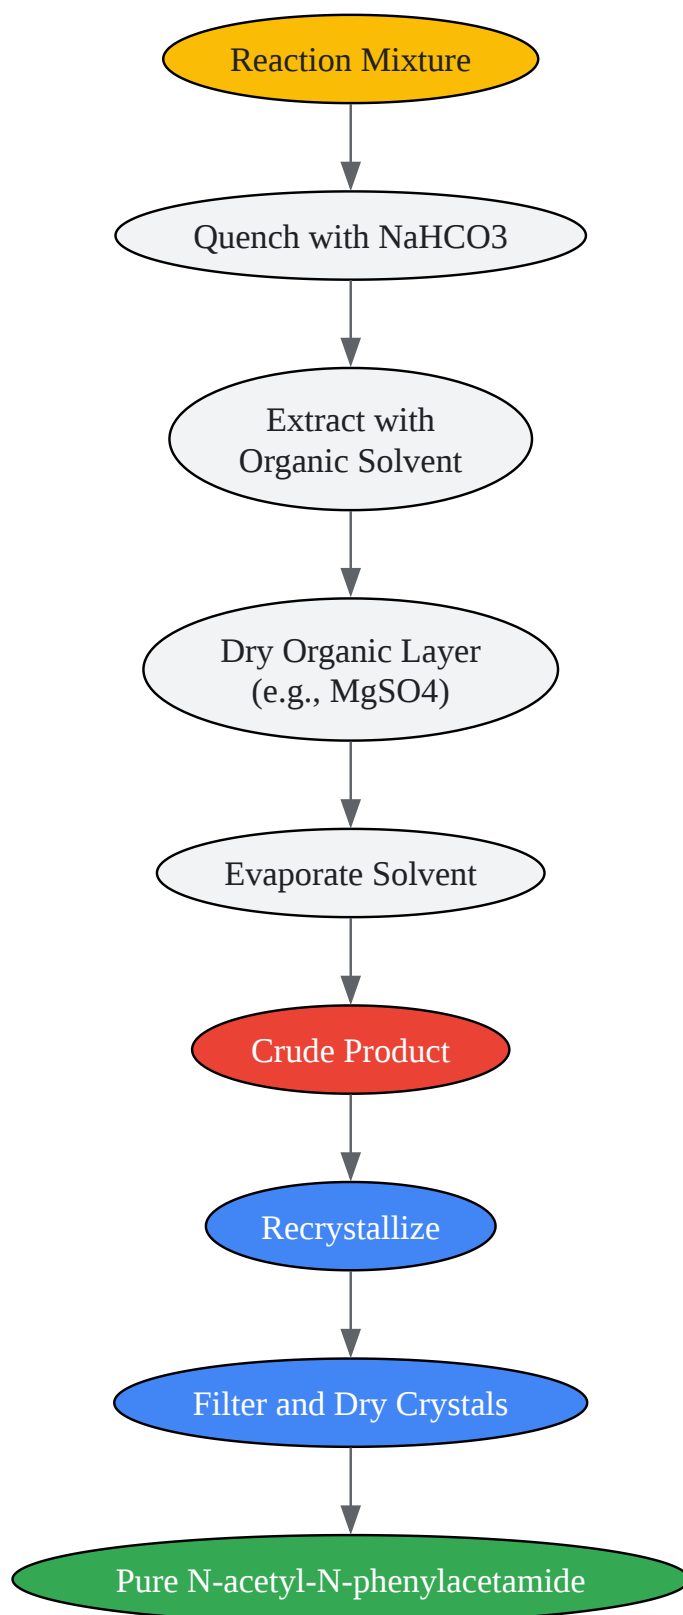 Reaction Mixture
Quench with NaHCO3
Extract with
Organic Solvent
Dry Organic Layer
(e.g., MgSO4)
Evaporate Solvent
Crude Product
Recrystallize
Filter and Dry Crystals
Pure N-acetyl-N-phenylacetamide